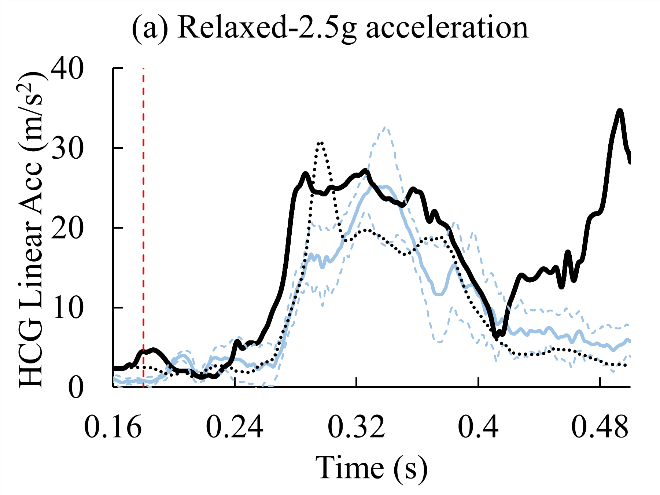 (a) Relaxed-2.5g acceleration
HCG Linear Acc (m/s²)
40
30
20
10
0
0.16 0.24 0.32 0.4 0.48
Time (s)